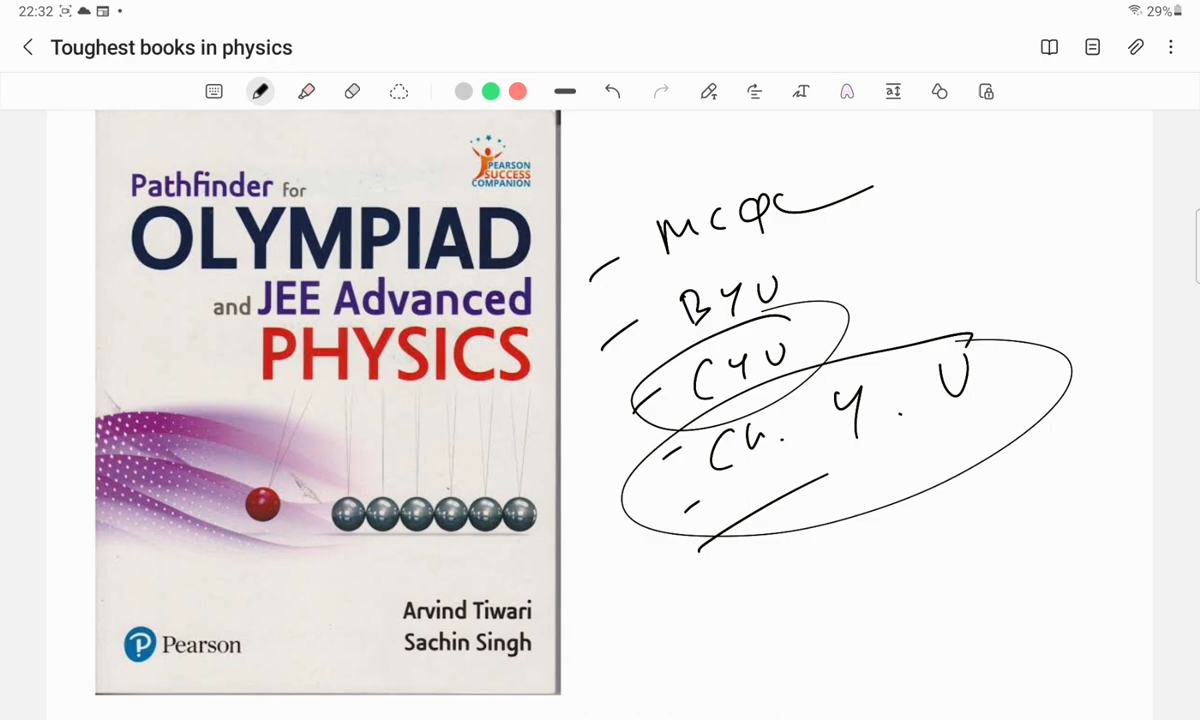 22:32
29%
Toughest books in physics
PEARSON
SUCCESS
COMPANION
Pathfinder for
OLYMPIAD
and JEE Advanced
PHYSICS
Arvind Tiwari
Sachin Singh
Pearson
- BYU
- CYU
- Ch. Y. U
-